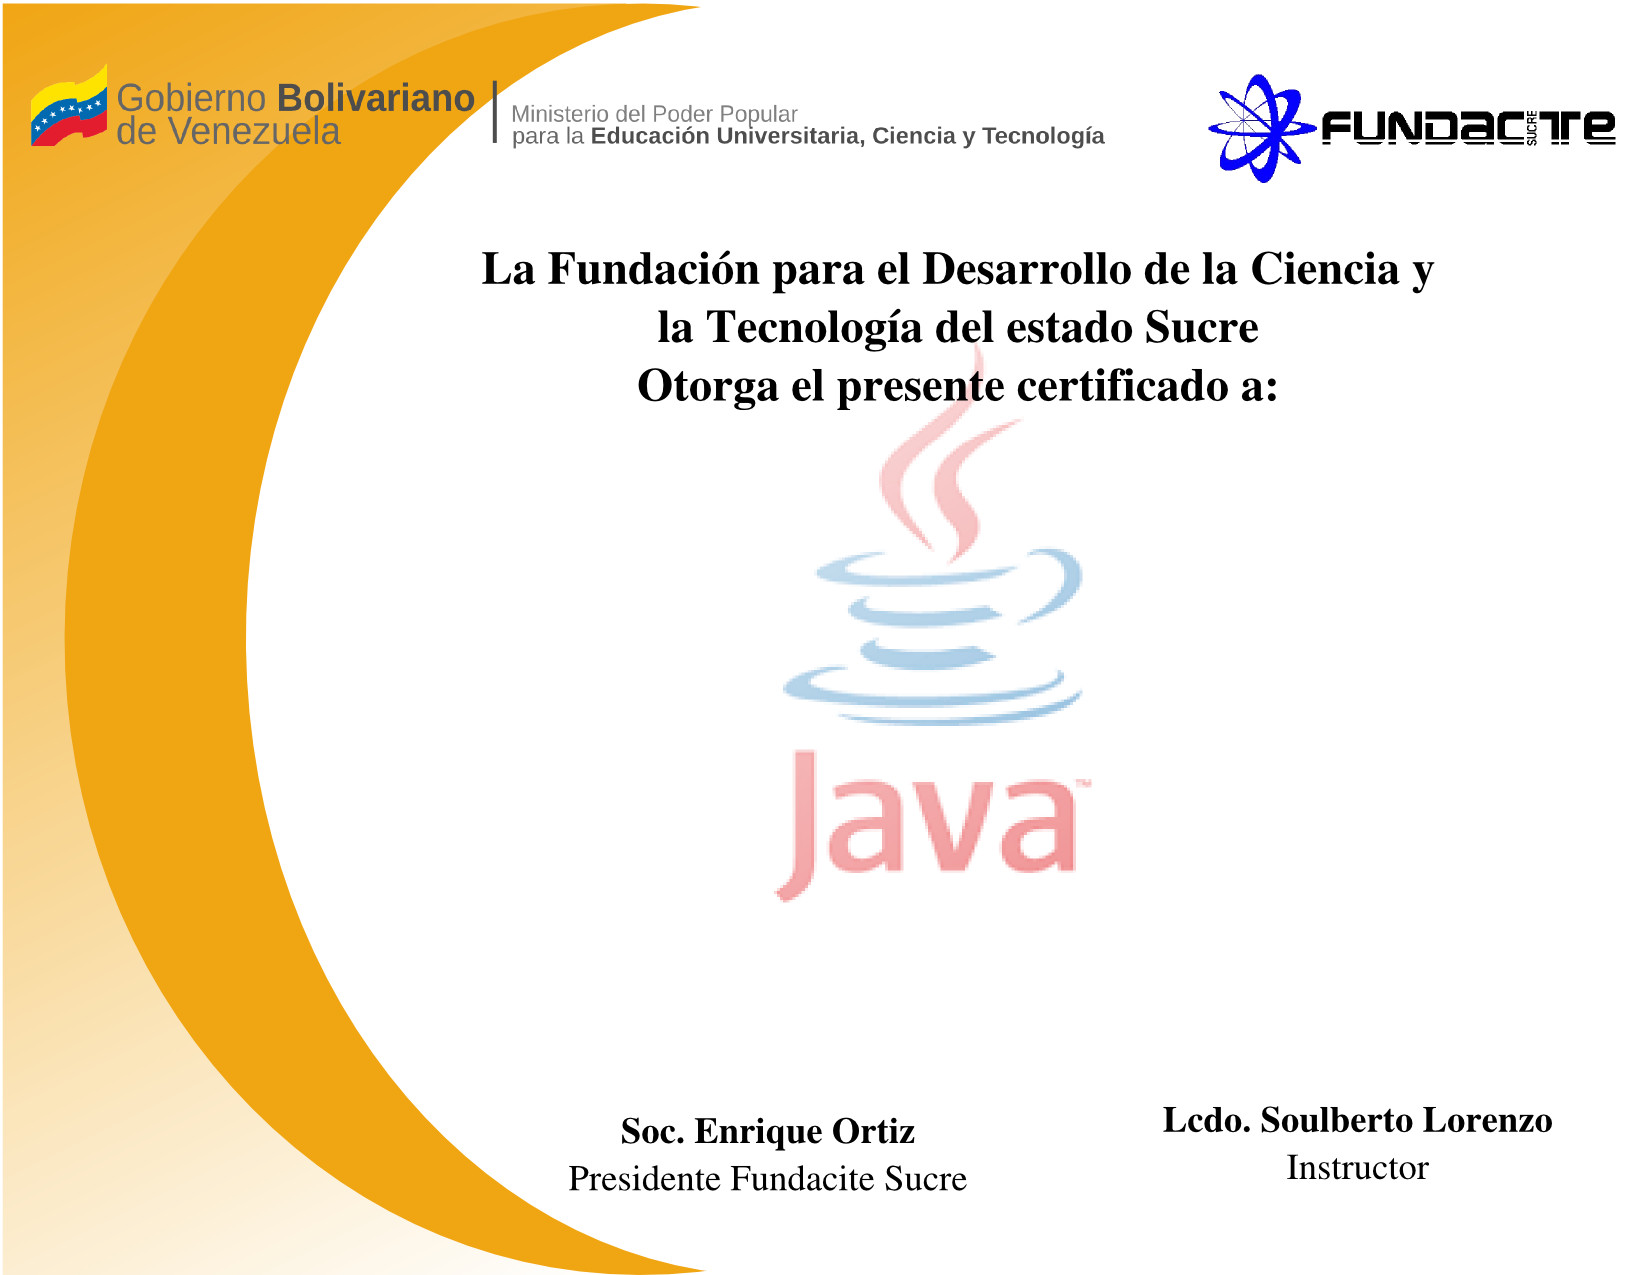 Gobierno Bolivariano
de Venezuela
Ministerio del Poder Popular
para la Educación Universitaria, Ciencia y Tecnología
FUNDACITE
SUCRE
La Fundación para el Desarrollo de la Ciencia y
la Tecnología del estado Sucre
Otorga el presente certificado a:
Java™
Soc. Enrique Ortiz
Presidente Fundacite Sucre
Lcdo. Soulberto Lorenzo
Instructor